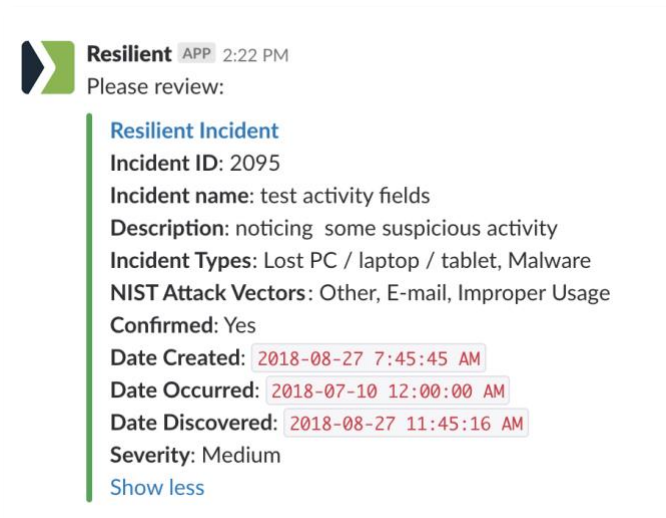 Resilient APP 2:22 PM
Please review:
Resilient Incident
Incident ID: 2095
Incident name: test activity fields
Description: noticing  some suspicious activity
Incident Types: Lost PC / laptop / tablet, Malware
NIST Attack Vectors: Other, E-mail, Improper Usage
Confirmed: Yes
Date Created: 2018-08-27 7:45:45 AM
Date Occurred: 2018-07-10 12:00:00 AM
Date Discovered: 2018-08-27 11:45:16 AM
Severity: Medium
Show less